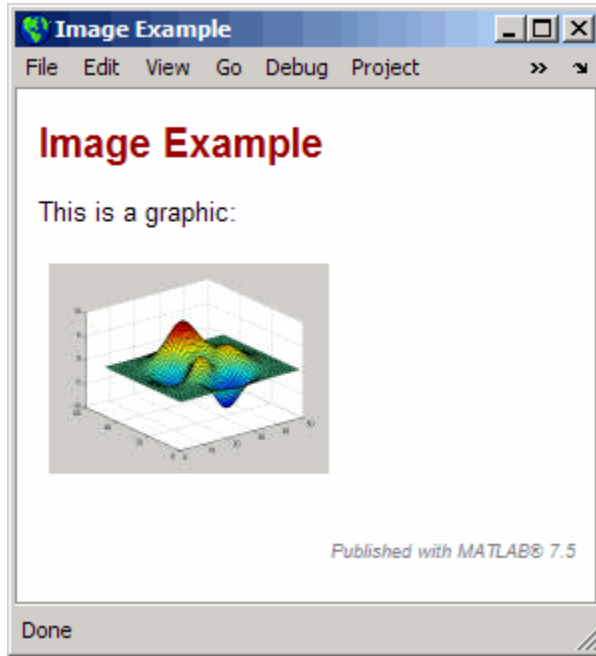 Image Example
File Edit View Go Debug Project »
Image Example
This is a graphic:
Published with MATLAB® 7.5
Done